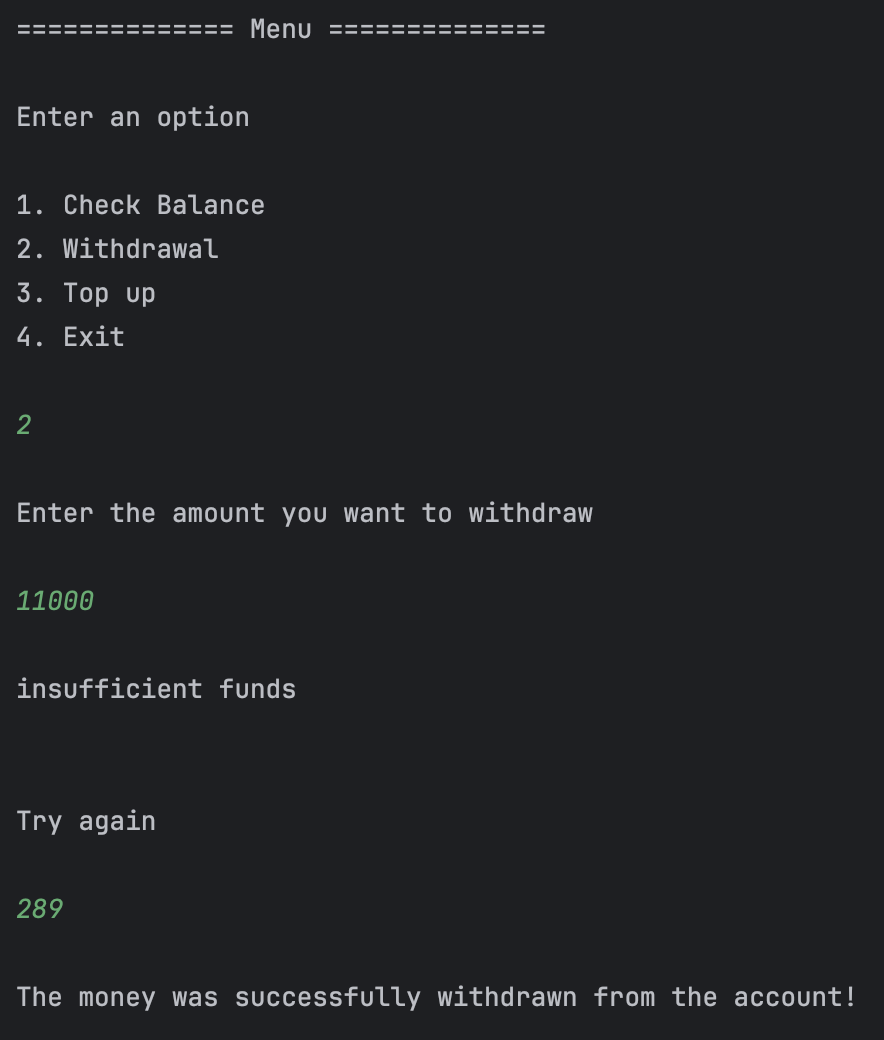 ============== Menu ==============
Enter an option
1. Check Balance
2. Withdrawal
3. Top up
4. Exit
2
Enter the amount you want to withdraw
11000
insufficient funds
Try again
289
The money was successfully withdrawn from the account!